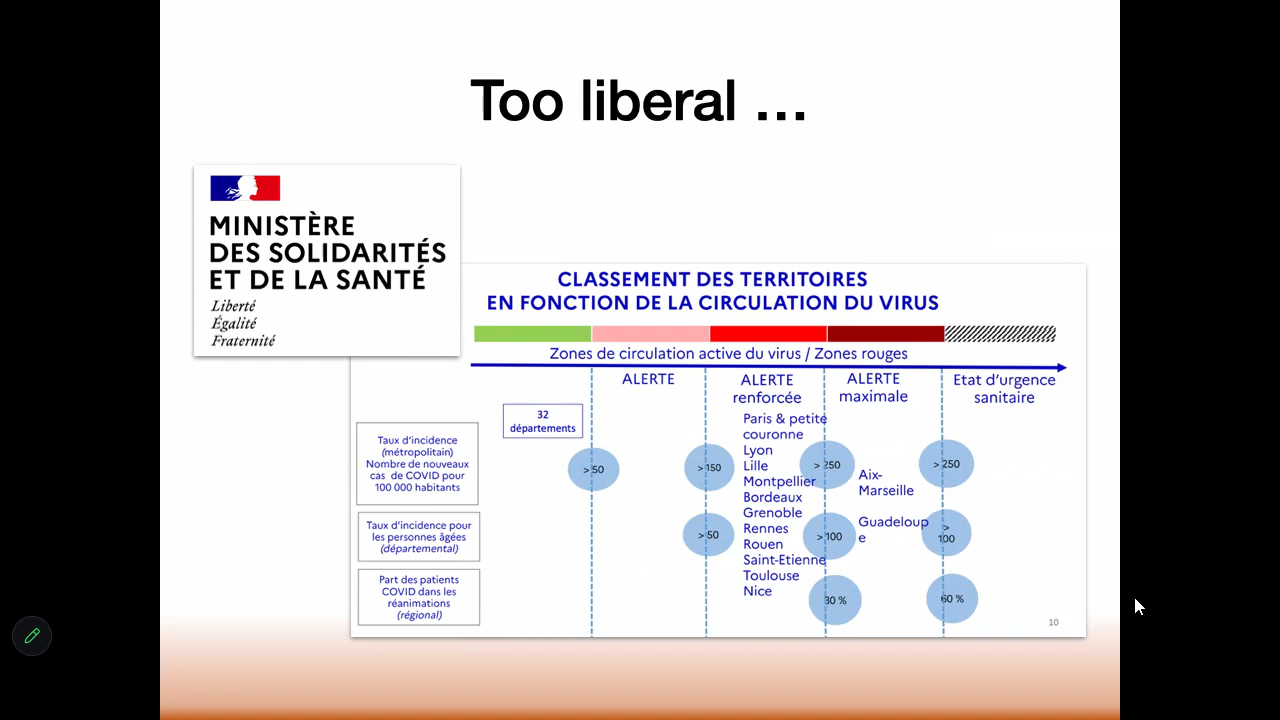 Too liberal ...
MINISTÈRE
DES SOLIDARITÉS
ET DE LA SANTÉ
Liberté
Égalité
Fraternité
CLASSEMENT DES TERRITOIRES
EN FONCTION DE LA CIRCULATION DU VIRUS
Zones de circulation active du virus / Zones rouges
ALERTE
ALERTE
renforcée
ALERTE
maximale
Etat d'urgence
sanitaire
32
départements
Taux d'incidence
(métropolitain)
Nombre de nouveaux
cas de COVID pour
100 000 habitants
> 50
> 150
> 250
> 250
Paris & petite
couronne
Lyon
Lille
Montpellier
Bordeaux
Grenoble
Rennes
Rouen
Saint-Etienne
Toulouse
Nice
Aix-
Marseille
Guadeloup
e
Taux d'incidence pour
les personnes âgées
(départemental)
> 50
> 100
>
100
Part des patients
COVID dans les
réanimations
(régional)
30 %
60 %
10